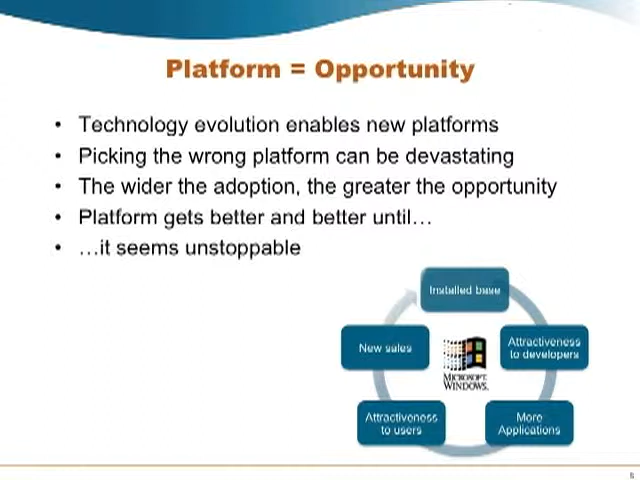 Platform = Opportunity
• Technology evolution enables new platforms
• Picking the wrong platform can be devastating
• The wider the adoption, the greater the opportunity
• Platform gets better and better until…
• …it seems unstoppable
Installed base
New sales
Attractiveness
to developers
MICROSOFT.
WINDOWS.
Attractiveness
to users
More
Applications